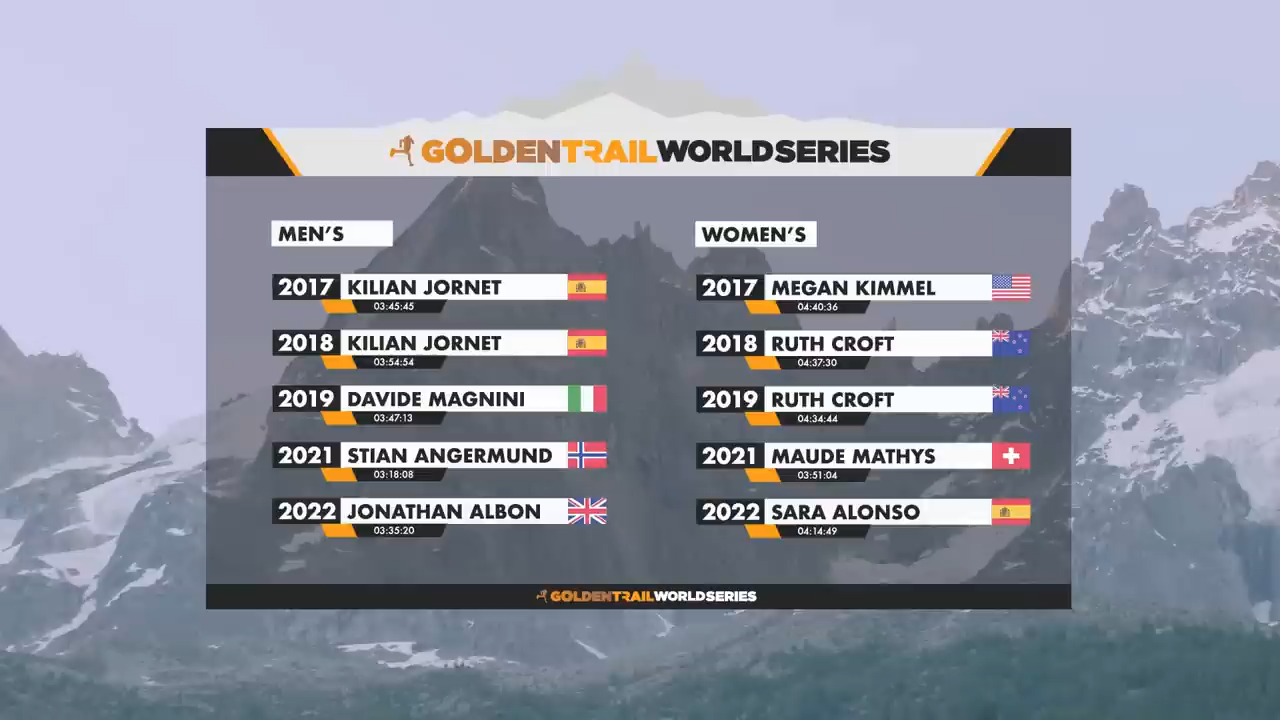 GOLDENTRAILWORLDSERIES
MEN'S
2017 KILIAN JORNET
03:45:45
2018 KILIAN JORNET
03:54:54
2019 DAVIDE MAGNINI
03:47:13
2021 STIAN ANGERMUND
03:18:08
2022 JONATHAN ALBON
03:35:20
WOMEN'S
2017 MEGAN KIMMEL
04:40:36
2018 RUTH CROFT
04:37:30
2019 RUTH CROFT
04:34:44
2021 MAUDE MATHYS
03:51:04
2022 SARA ALONSO
04:14:49
GOLDENTRAILWORLDSERIES